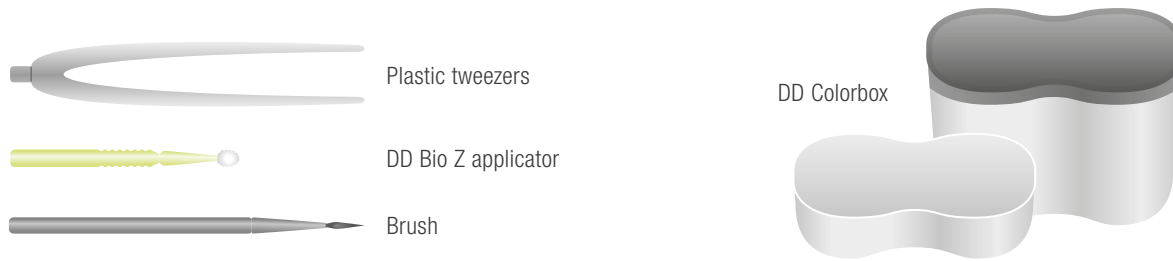 Plastic tweezers
DD Colorbox
DD Bio Z applicator
Brush